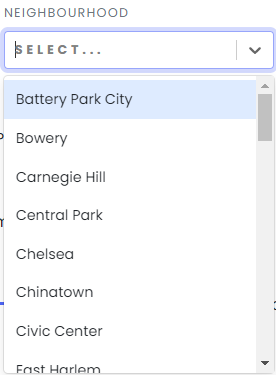 NEIGHBOURHOOD
SELECT...
Battery Park City
Bowery
Carnegie Hill
Central Park
Chelsea
Chinatown
Civic Center
East Harlem